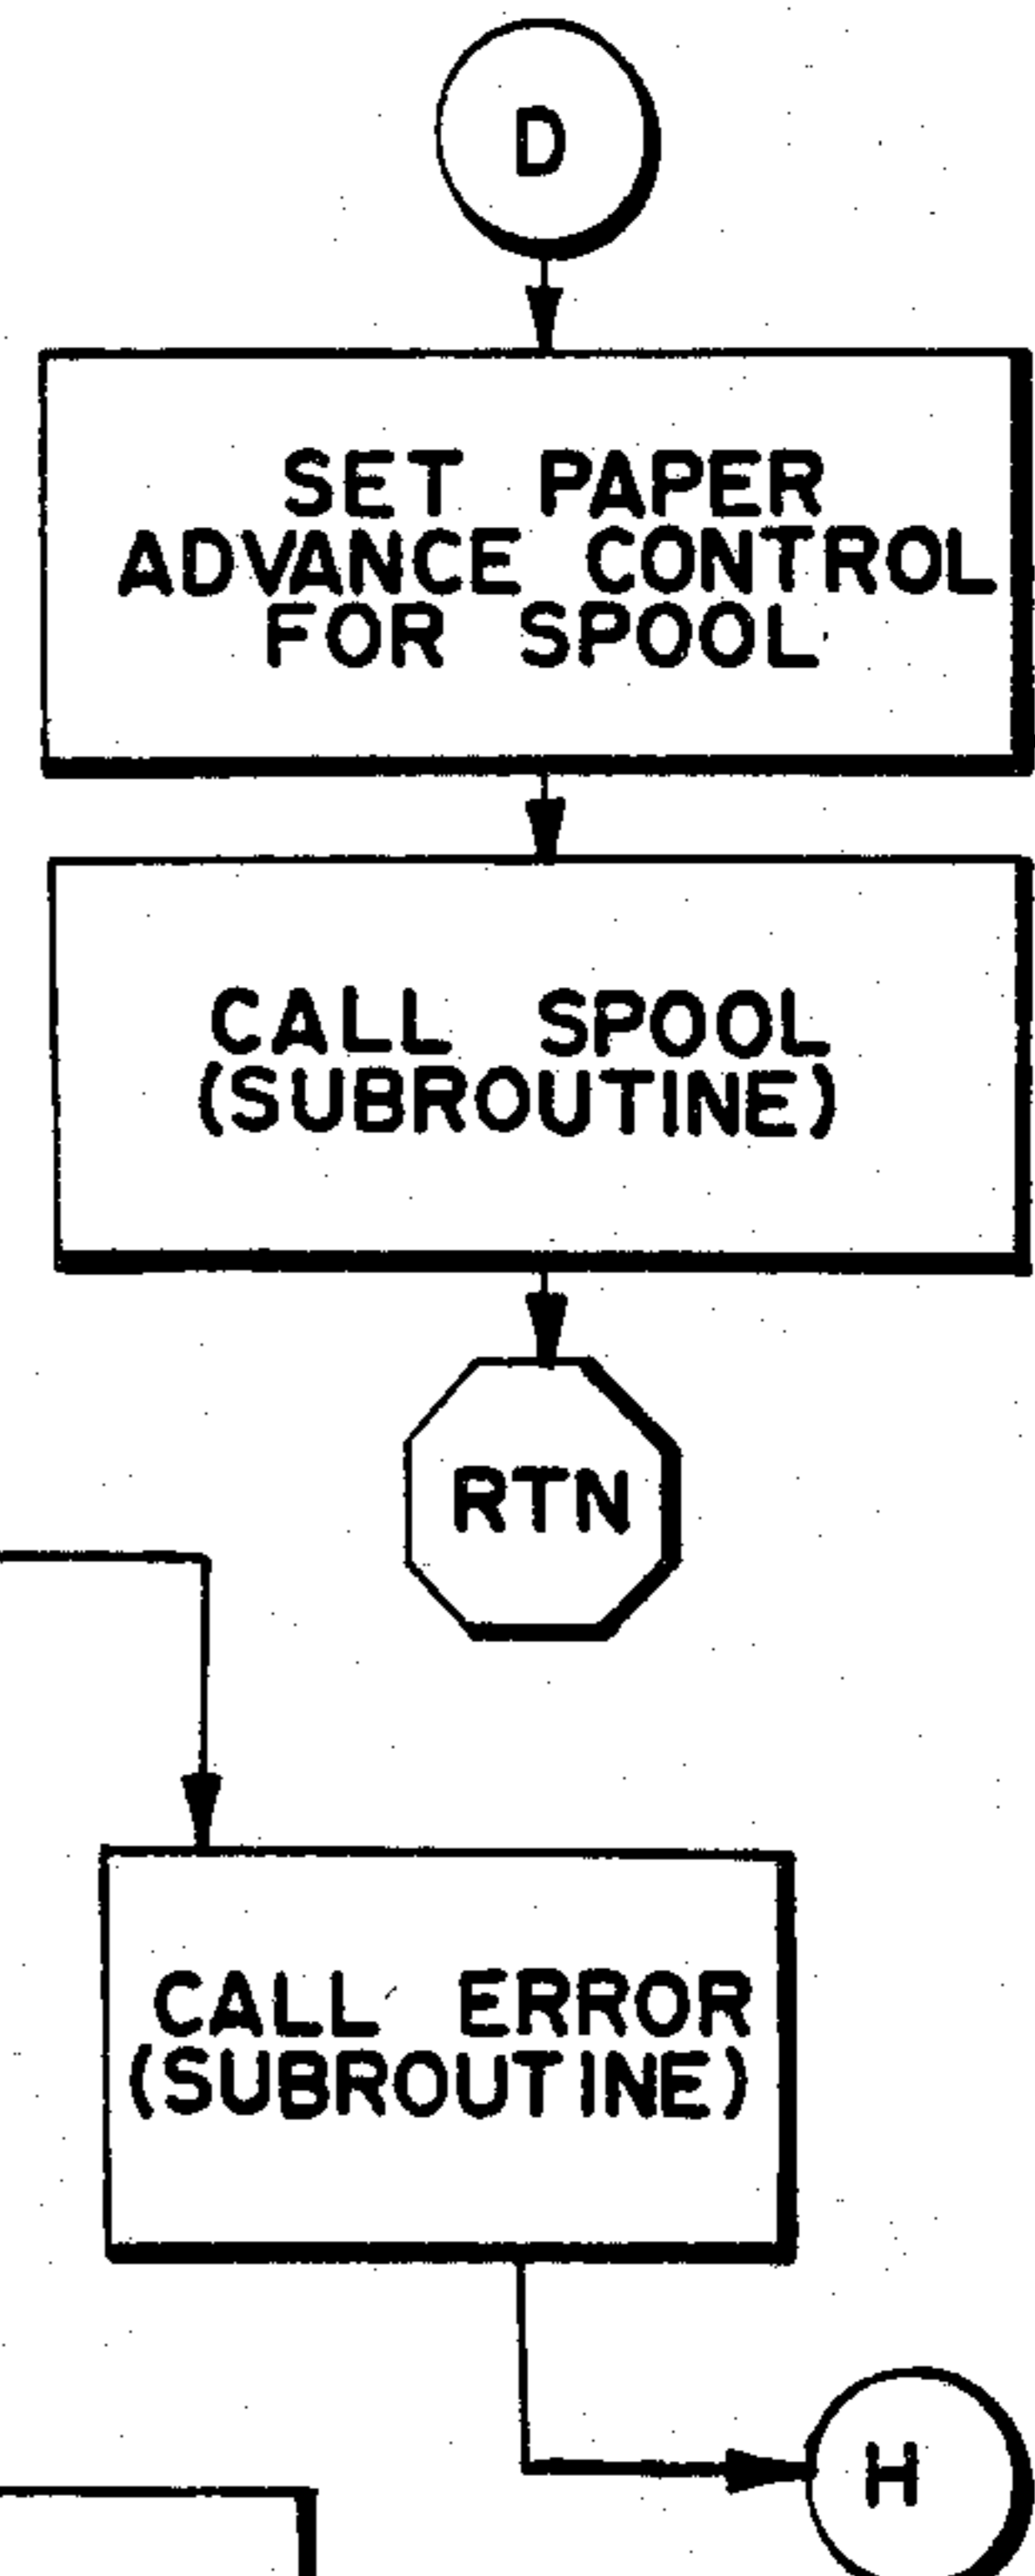 D
SET PAPER
ADVANCE CONTROL
FOR SPOOL
CALL SPOOL
(SUBROUTINE)
RTN
CALL ERROR
(SUBROUTINE)
H